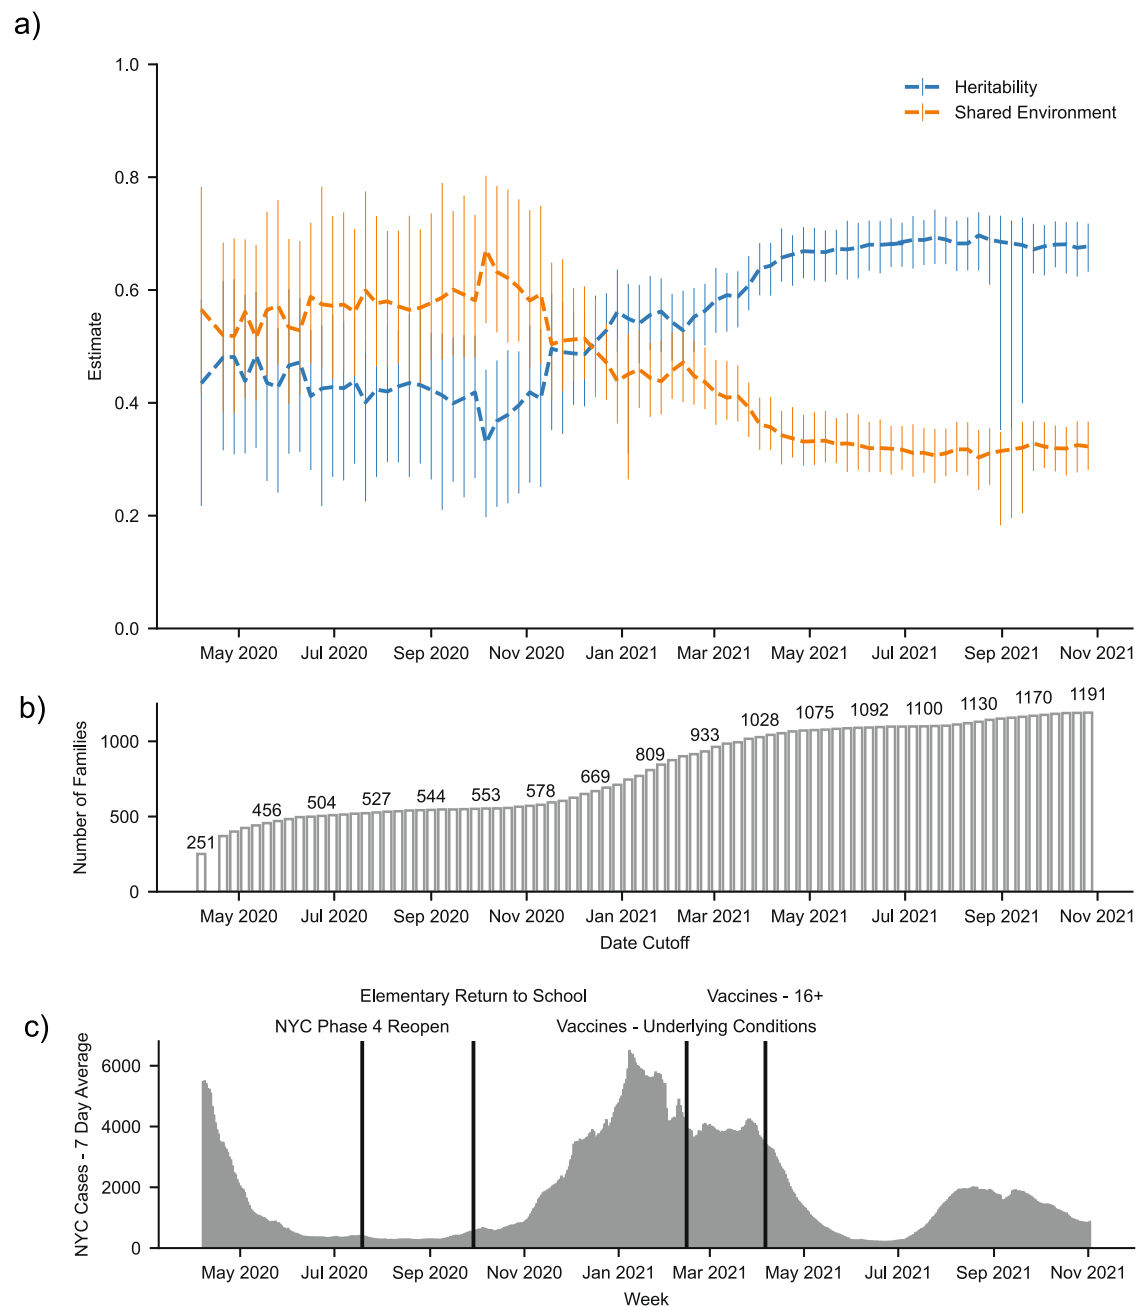 a)
1.0
Heritability
Shared Environment
0.8
0.6
Estimate
0.4
0.2
0.0
May 2020 Jul 2020 Sep 2020 Nov 2020 Jan 2021 Mar 2021 May 2021 Jul 2021 Sep 2021 Nov 2021
b)
Number of Families
1000
500
0
251 456 504 527 544 553 578 669 809 933 1028 1075 1092 1100 1130 1170 1191
May 2020 Jul 2020 Sep 2020 Nov 2020 Jan 2021 Mar 2021 May 2021 Jul 2021 Sep 2021 Nov 2021
Date Cutoff
Elementary Return to School Vaccines - 16+
c)
NYC Phase 4 Reopen Vaccines - Underlying Conditions
NYC Cases - 7 Day Average
6000
4000
2000
0
May 2020 Jul 2020 Sep 2020 Nov 2020 Jan 2021 Mar 2021 May 2021 Jul 2021 Sep 2021 Nov 2021
Week